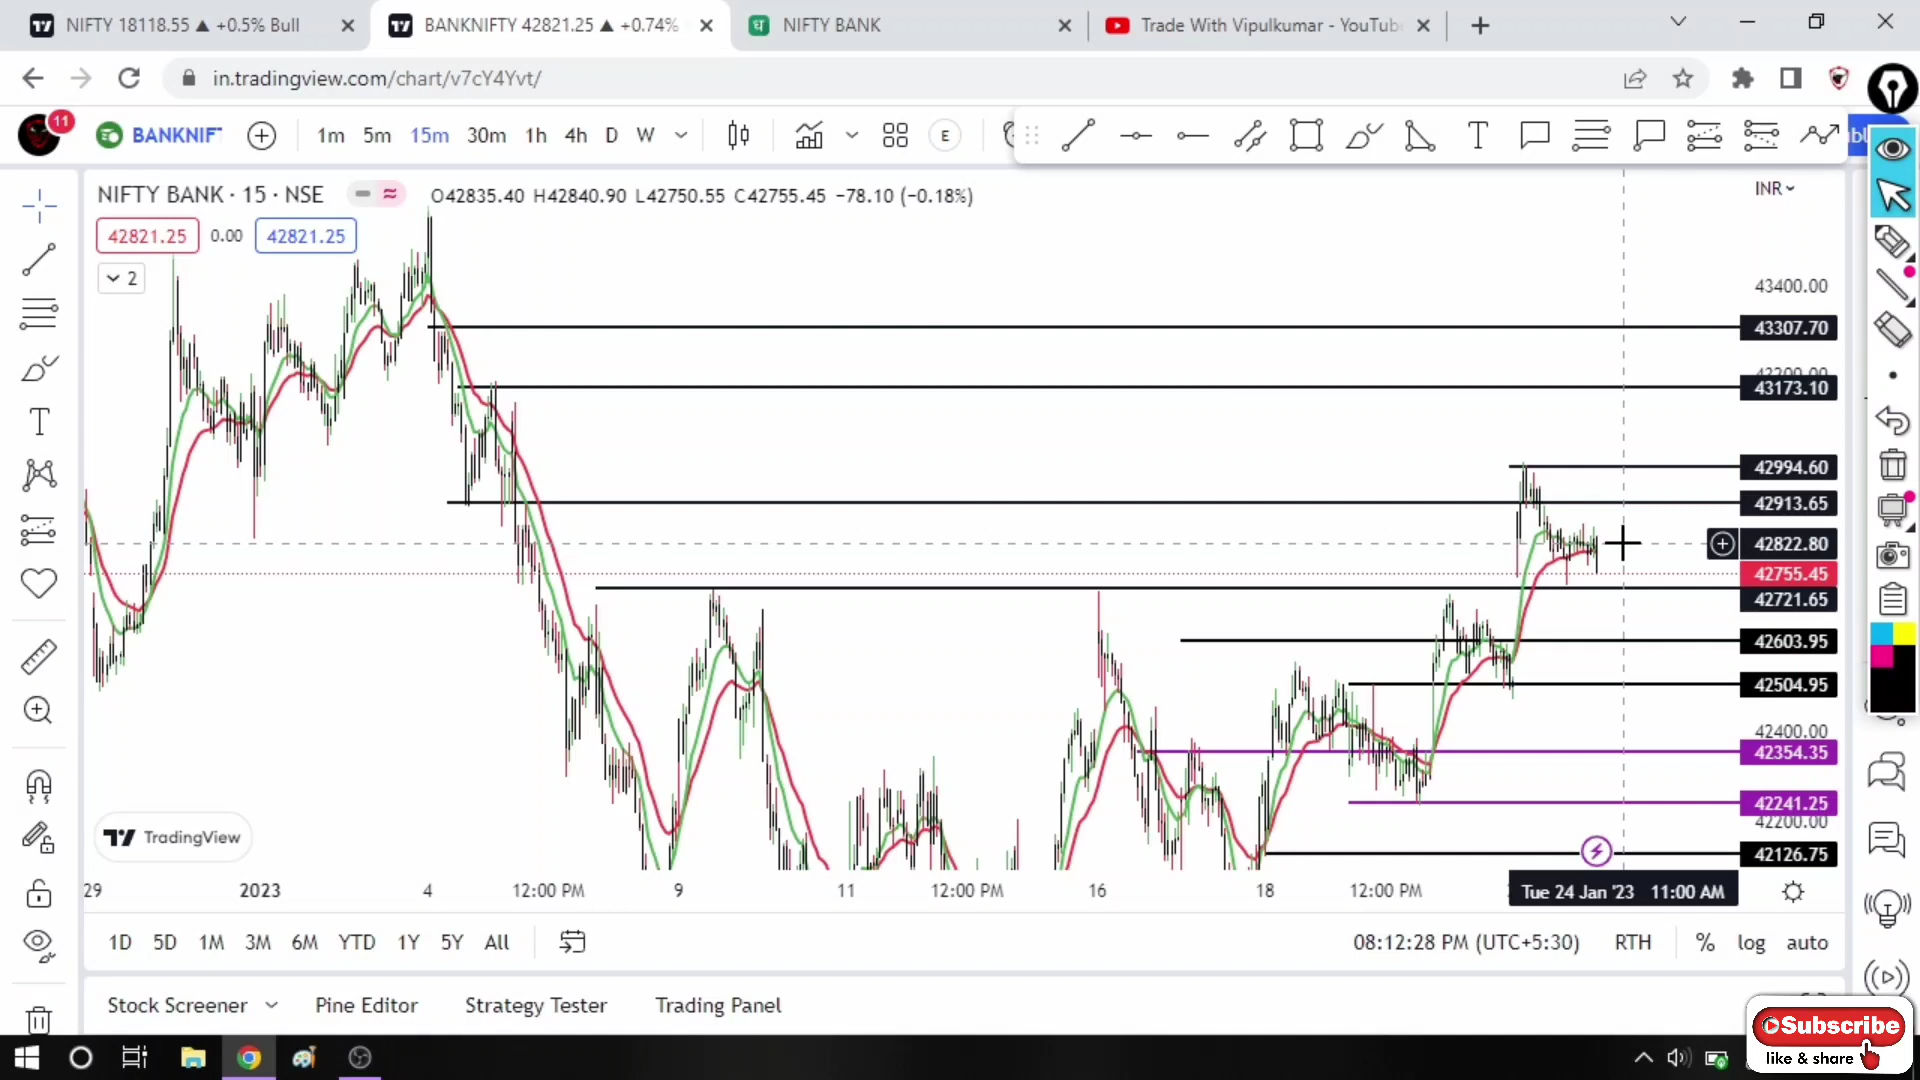 NIFTY 18118.55 ▲ +0.5% Bull
BANKNIFTY 42821.25 ▲ +0.74%
NIFTY BANK
Trade With Vipulkumar - YouTub
in.tradingview.com/chart/v7cY4Yvt/
11
BANKNIF
1m 5m 15m 30m 1h 4h D W
E
NIFTY BANK · 15 · NSE
O42835.40 H42840.90 L42750.55 C42755.45 −78.10 (−0.18%)
INR
42821.25 0.00 42821.25
2
43400.00
43307.70
43200.00
43173.10
42994.60
42913.65
42822.80
42755.45
42721.65
42603.95
42504.95
42400.00
42354.35
42241.25
42200.00
42126.75
TradingView
29 2023 4 12:00 PM 9 11 12:00 PM 16 18 12:00 PM
Tue 24 Jan '23 11:00 AM
1D 5D 1M 3M 6M YTD 1Y 5Y All
08:12:28 PM (UTC+5:30) RTH % log auto
Stock Screener Pine Editor Strategy Tester Trading Panel
Subscribe
like & share